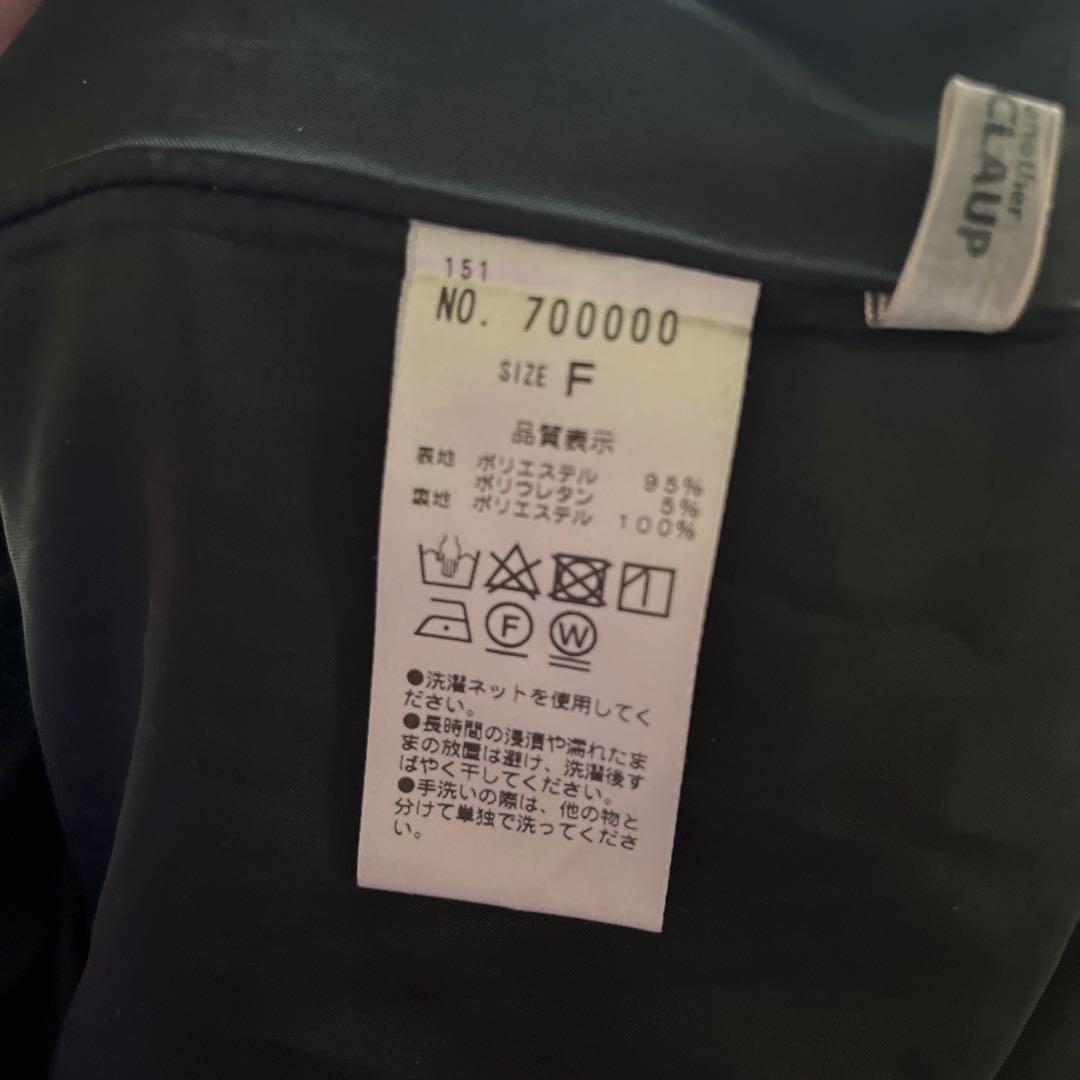 another
CLAUP
151
NO. 700000
SIZE F
品質表示
表地 ポリエステル 95%
ポリウレタン 5%
裏地 ポリエステル 100%
F W
●洗濯ネットを使用してく
ださい。
●長時間の浸漬や濡れたま
まの放置は避け、洗濯後す
ばやく干してください。
●手洗いの際は、他の物と
分けて単独で洗ってくださ
い。